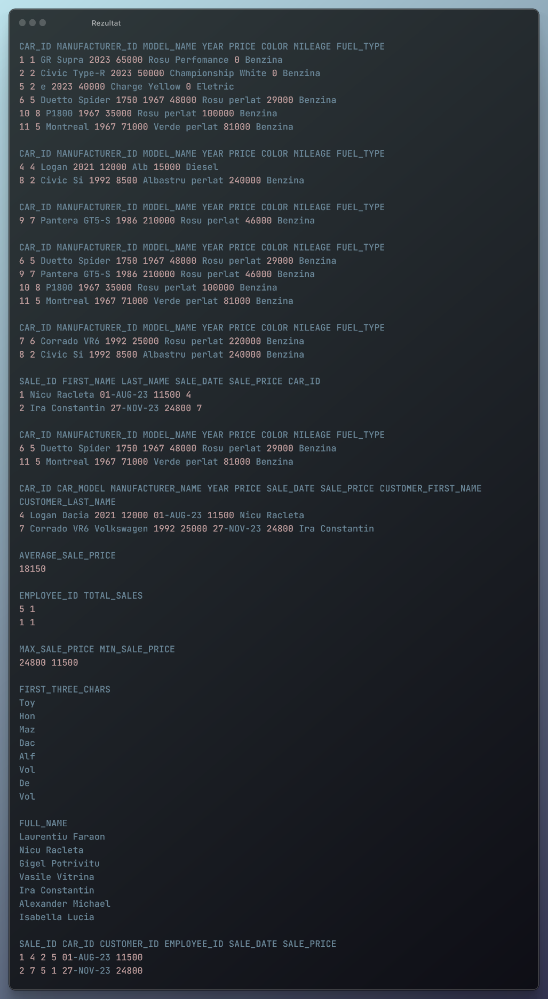 Rezultat
CAR_ID MANUFACTURER_ID MODEL_NAME YEAR PRICE COLOR MILEAGE FUEL_TYPE
1 1 GR Supra 2023 65000 Rosu Perfomance 0 Benzina
2 2 Civic Type-R 2023 50000 Championship White 0 Benzina
5 2 e 2023 40000 Charge Yellow 0 Eletric
6 5 Duetto Spider 1750 1967 48000 Rosu perlat 29000 Benzina
10 8 P1800 1967 35000 Rosu perlat 100000 Benzina
11 5 Montreal 1967 71000 Verde perlat 81000 Benzina
CAR_ID MANUFACTURER_ID MODEL_NAME YEAR PRICE COLOR MILEAGE FUEL_TYPE
4 4 Logan 2021 12000 Alb 15000 Diesel
8 2 Civic Si 1992 8500 Albastru perlat 240000 Benzina
CAR_ID MANUFACTURER_ID MODEL_NAME YEAR PRICE COLOR MILEAGE FUEL_TYPE
9 7 Pantera GT5-S 1986 210000 Rosu perlat 46000 Benzina
CAR_ID MANUFACTURER_ID MODEL_NAME YEAR PRICE COLOR MILEAGE FUEL_TYPE
6 5 Duetto Spider 1750 1967 48000 Rosu perlat 29000 Benzina
9 7 Pantera GT5-S 1986 210000 Rosu perlat 46000 Benzina
10 8 P1800 1967 35000 Rosu perlat 100000 Benzina
11 5 Montreal 1967 71000 Verde perlat 81000 Benzina
CAR_ID MANUFACTURER_ID MODEL_NAME YEAR PRICE COLOR MILEAGE FUEL_TYPE
7 6 Corrado VR6 1992 25000 Rosu perlat 220000 Benzina
8 2 Civic Si 1992 8500 Albastru perlat 240000 Benzina
SALE_ID FIRST_NAME LAST_NAME SALE_DATE SALE_PRICE CAR_ID
1 Nicu Racleta 01-AUG-23 11500 4
2 Ira Constantin 27-NOV-23 24800 7
CAR_ID MANUFACTURER_ID MODEL_NAME YEAR PRICE COLOR MILEAGE FUEL_TYPE
6 5 Duetto Spider 1750 1967 48000 Rosu perlat 29000 Benzina
11 5 Montreal 1967 71000 Verde perlat 81000 Benzina
CAR_ID CAR_MODEL MANUFACTURER_NAME YEAR PRICE SALE_DATE SALE_PRICE CUSTOMER_FIRST_NAME
CUSTOMER_LAST_NAME
4 Logan Dacia 2021 12000 01-AUG-23 11500 Nicu Racleta
7 Corrado VR6 Volkswagen 1992 25000 27-NOV-23 24800 Ira Constantin
AVERAGE_SALE_PRICE
18150
EMPLOYEE_ID TOTAL_SALES
5 1
1 1
MAX_SALE_PRICE MIN_SALE_PRICE
24800 11500
FIRST_THREE_CHARS
Toy
Hon
Maz
Dac
Alf
Vol
De
Vol
FULL_NAME
Laurentiu Faraon
Nicu Racleta
Gigel Potrivitu
Vasile Vitrina
Ira Constantin
Alexander Michael
Isabella Lucia
SALE_ID CAR_ID CUSTOMER_ID EMPLOYEE_ID SALE_DATE SALE_PRICE
1 4 2 5 01-AUG-23 11500
2 7 5 1 27-NOV-23 24800